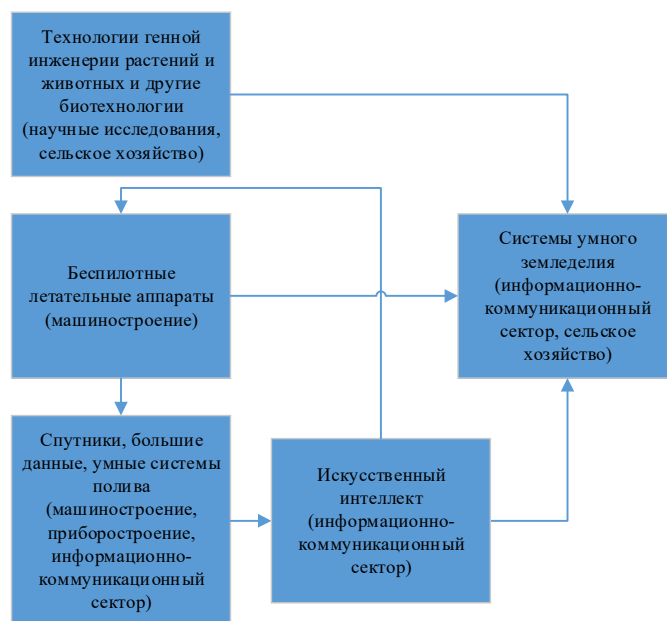 Технологии генной
инженерии растений и
животных и другие
биотехнологии
(научные исследования,
сельское хозяйство)
Беспилотные
летательные аппараты
(машиностроение)
Системы умного
земледелия
(информационно-
коммуникационный
сектор, сельское
хозяйство)
Спутники, большие
данные, умные системы
полива
(машиностроение,
приборостроение,
информационно-
коммуникационный
сектор)
Искусственный
интеллект
(информационно-
коммуникационный
сектор)